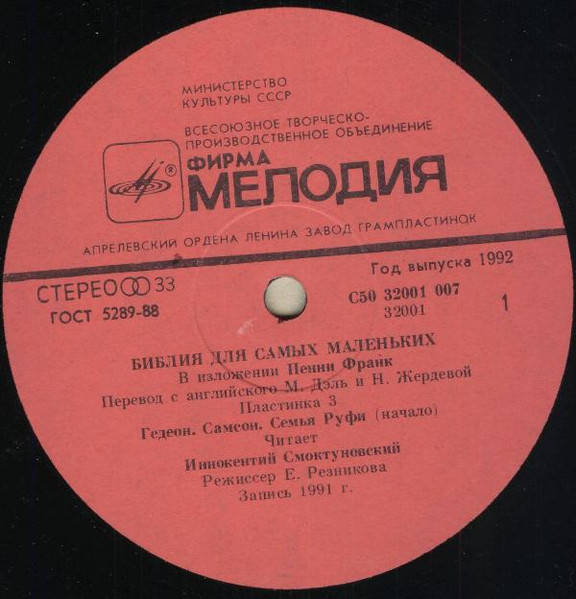 МИНИСТЕРСТВО
КУЛЬТУРЫ СССР
ВСЕСОЮЗНОЕ ТВОРЧЕСКО-
ПРОИЗВОДСТВЕННОЕ ОБЪЕДИНЕНИЕ
ФИРМА
® МЕЛОДИЯ
АПРЕЛЕВСКИЙ ОРДЕНА ЛЕНИНА ЗАВОД ГРАМПЛАСТИНОК
СТЕРЕО 33
ГОСТ 5289-88
Год выпуска 1992
С50 32001 007
32001
1
БИБЛИЯ ДЛЯ САМЫХ МАЛЕНЬКИХ
В изложении Пенни Франк
Перевод с английского М. Дэль и Н. Жердевой
Пластинка 3
Гедеон. Самсон. Семья Руфи (начало)
Читает
Иннокентий Смоктуновский
Режиссер Е. Резникова
Запись 1991 г.